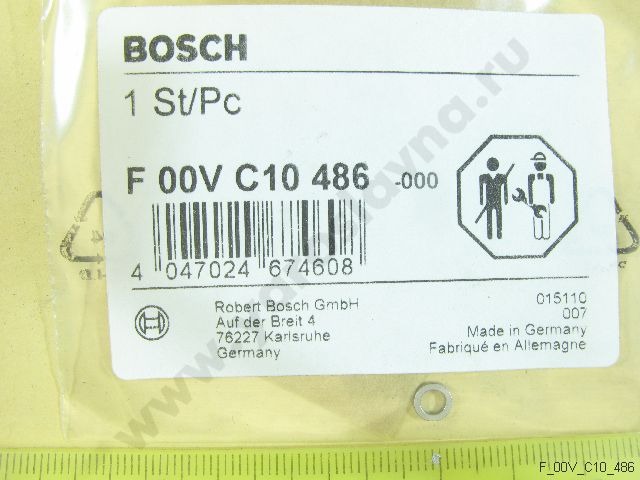 BOSCH
1 St/Pc
F 00V C10 486 -000
4 047024 674608
Robert Bosch GmbH
Auf der Breit 4
76227 Karlsruhe
Germany
015110
007
Made in Germany
Fabriqué en Allemagne
F_00V_C10_486